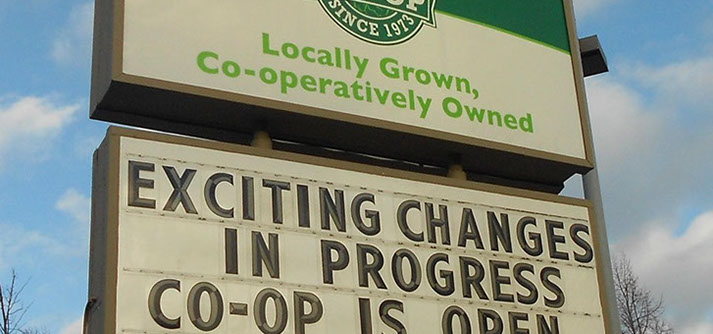 SINCE 1973
Locally Grown,
Co-operatively Owned
EXCITING CHANGES
IN PROGRESS
CO-OP IS OPEN